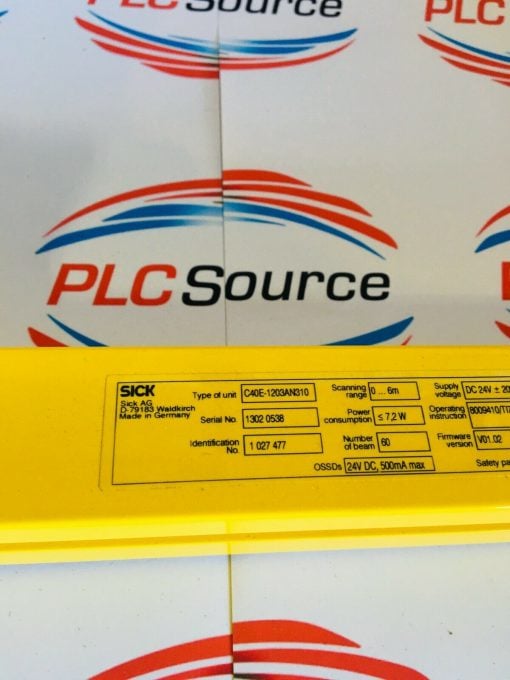 PLC Source
PLC
PLC Source
SICK
Sick AG
D-79183 Waldkirch
Made in Germany
Type of unit C40E-1203AN310
Serial No. 1302 0538
Identification No. 1 027 477
Scanning range 0 ... 6m
Power consumption ≤ 7,2 W
Number of beam 60
OSSDs 24V DC, 500mA max
Supply voltage DC 24V ± 20
Operating instruction 8009410/TI7
Firmware version V01.02
Safety pa